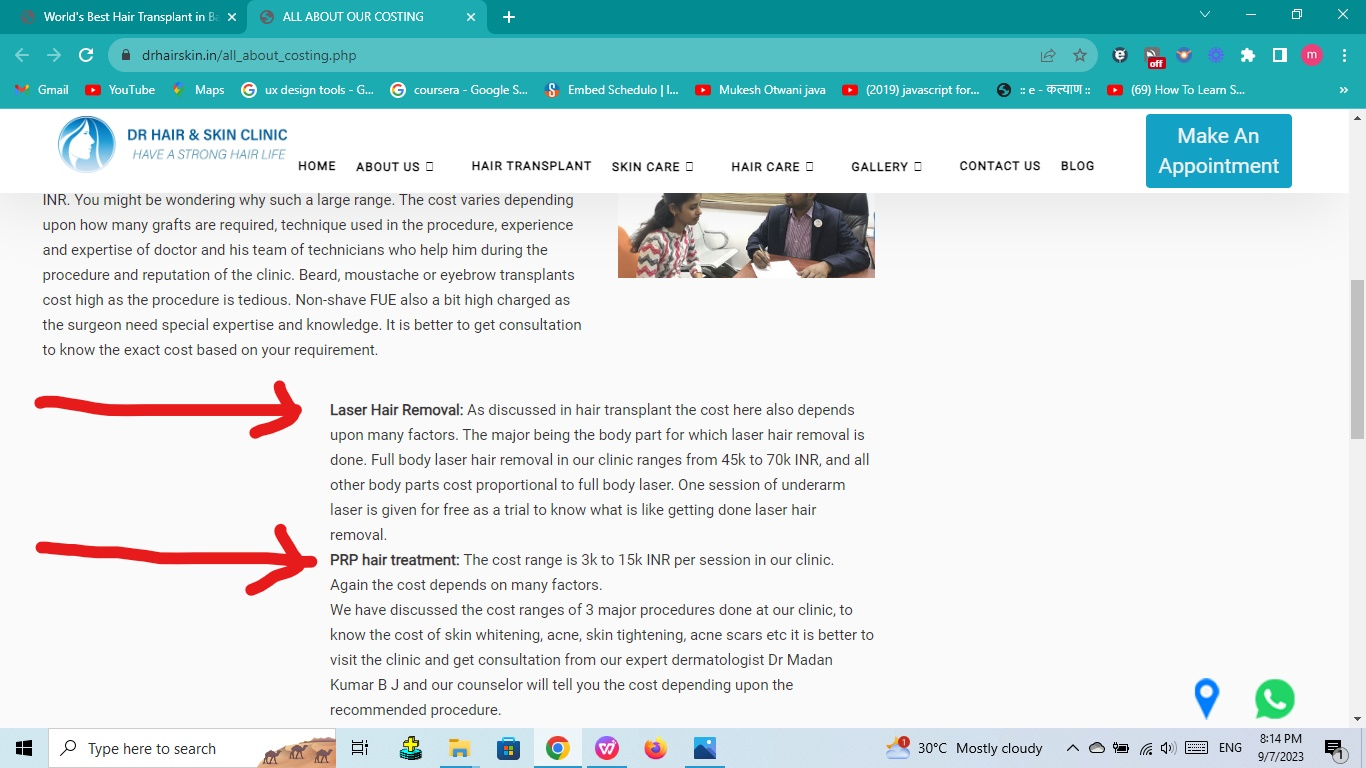 World's Best Hair Transplant in Ba
ALL ABOUT OUR COSTING
drhairskin.in/all_about_costing.php
off
m
Gmail
YouTube
Maps
ux design tools - G...
coursera - Google S...
Embed Schedulo | I...
Mukesh Otwani java
(2019) javascript for...
:: e - कल्याण ::
(69) How To Learn S...
DR HAIR & SKIN CLINIC
HAVE A STRONG HAIR LIFE
HOME
ABOUT US
HAIR TRANSPLANT
SKIN CARE
HAIR CARE
GALLERY
CONTACT US
BLOG
Make An
Appointment
INR. You might be wondering why such a large range. The cost varies depending
upon how many grafts are required, technique used in the procedure, experience
and expertise of doctor and his team of technicians who help him during the
procedure and reputation of the clinic. Beard, moustache or eyebrow transplants
cost high as the procedure is tedious. Non-shave FUE also a bit high charged as
the surgeon need special expertise and knowledge. It is better to get consultation
to know the exact cost based on your requirement.
Laser Hair Removal: As discussed in hair transplant the cost here also depends
upon many factors. The major being the body part for which laser hair removal is
done. Full body laser hair removal in our clinic ranges from 45k to 70k INR, and all
other body parts cost proportional to full body laser. One session of underarm
laser is given for free as a trial to know what is like getting done laser hair
removal.
PRP hair treatment: The cost range is 3k to 15k INR per session in our clinic.
Again the cost depends on many factors.
We have discussed the cost ranges of 3 major procedures done at our clinic, to
know the cost of skin whitening, acne, skin tightening, acne scars etc it is better to
visit the clinic and get consultation from our expert dermatologist Dr Madan
Kumar B J and our counselor will tell you the cost depending upon the
recommended procedure.
Type here to search
1
30°C Mostly cloudy
ENG
8:14 PM
9/7/2023
1